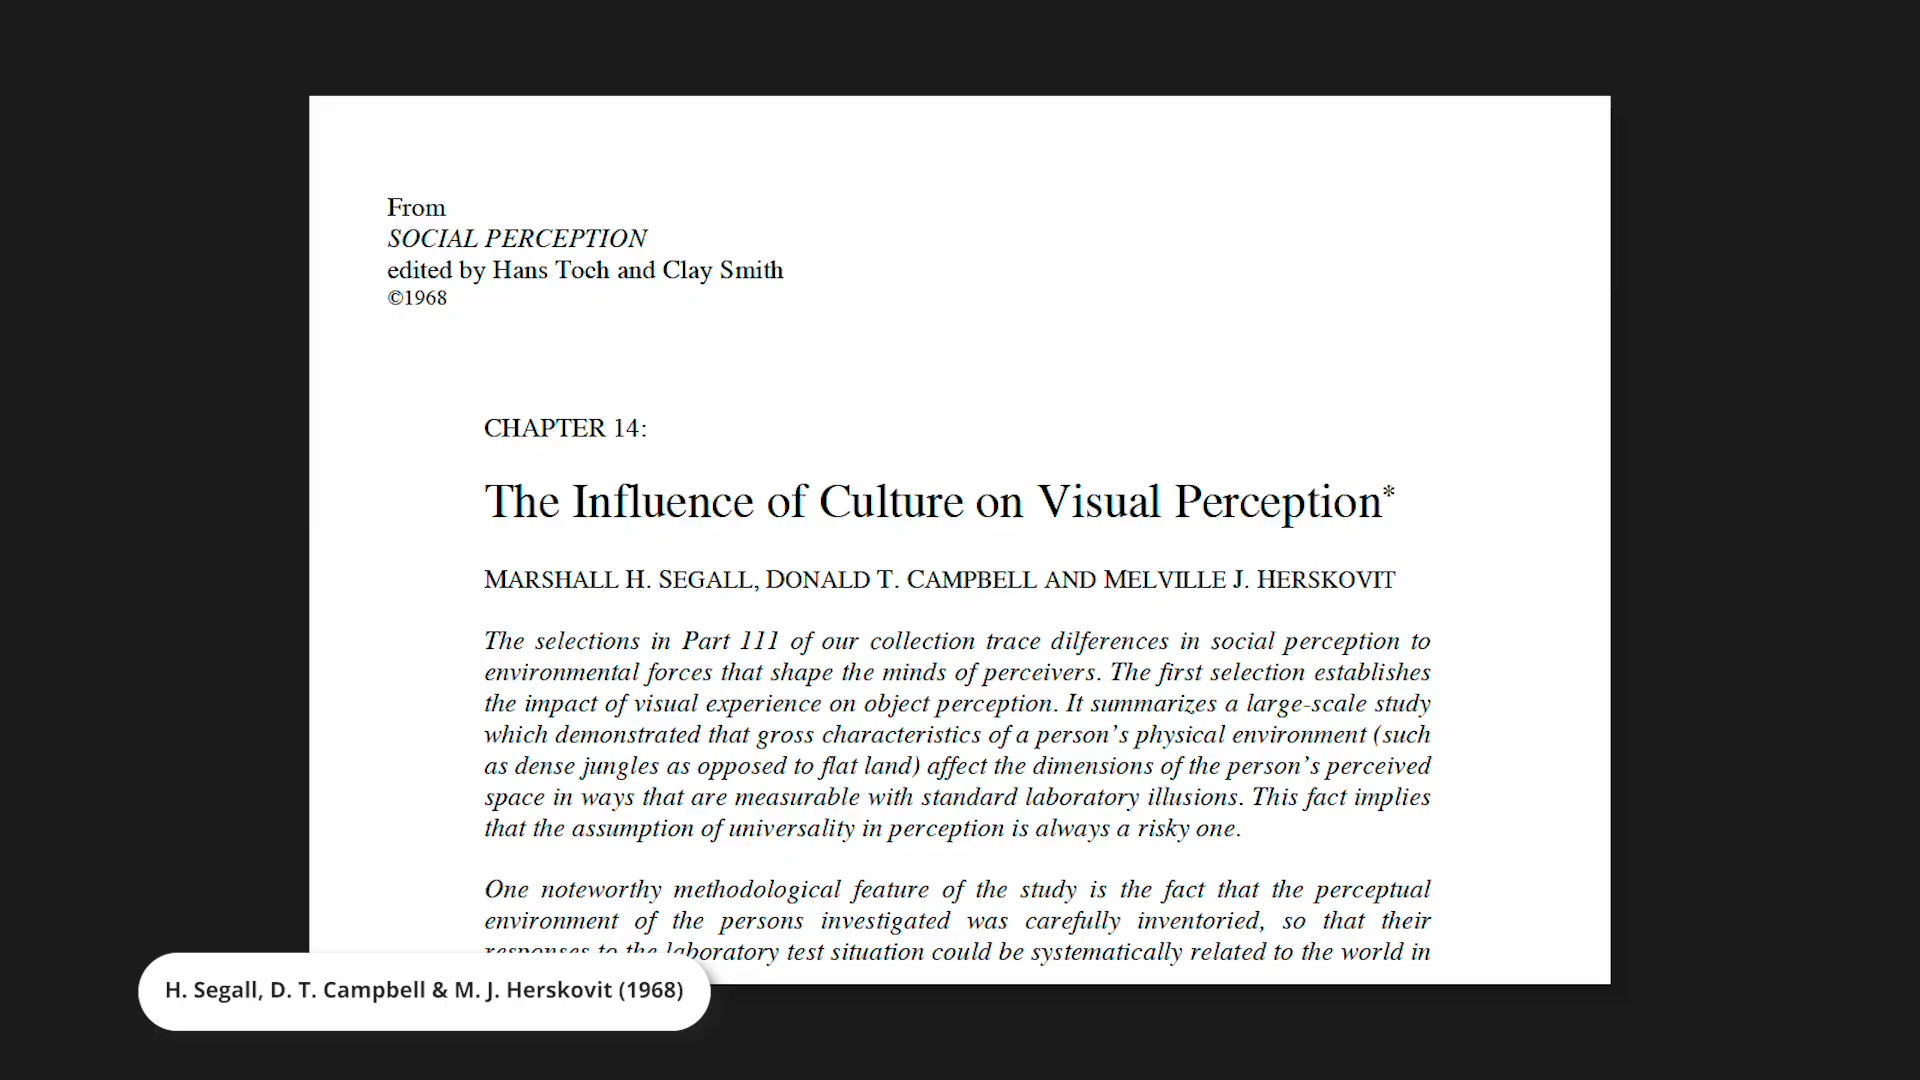 From
SOCIAL PERCEPTION
edited by Hans Toch and Clay Smith
©1968
CHAPTER 14:
The Influence of Culture on Visual Perception*
MARSHALL H. SEGALL, DONALD T. CAMPBELL AND MELVILLE J. HERSKOVIT
The selections in Part 111 of our collection trace dilferences in social perception to
environmental forces that shape the minds of perceivers. The first selection establishes
the impact of visual experience on object perception. It summarizes a large-scale study
which demonstrated that gross characteristics of a person's physical environment (such
as dense jungles as opposed to flat land) affect the dimensions of the person's perceived
space in ways that are measurable with standard laboratory illusions. This fact implies
that the assumption of universality in perception is always a risky one.
One noteworthy methodological feature of the study is the fact that the perceptual
environment of the persons investigated was carefully inventoried, so that their
responses to the laboratory test situation could be systematically related to the world in
H. Segall, D. T. Campbell & M. J. Herskovit (1968)